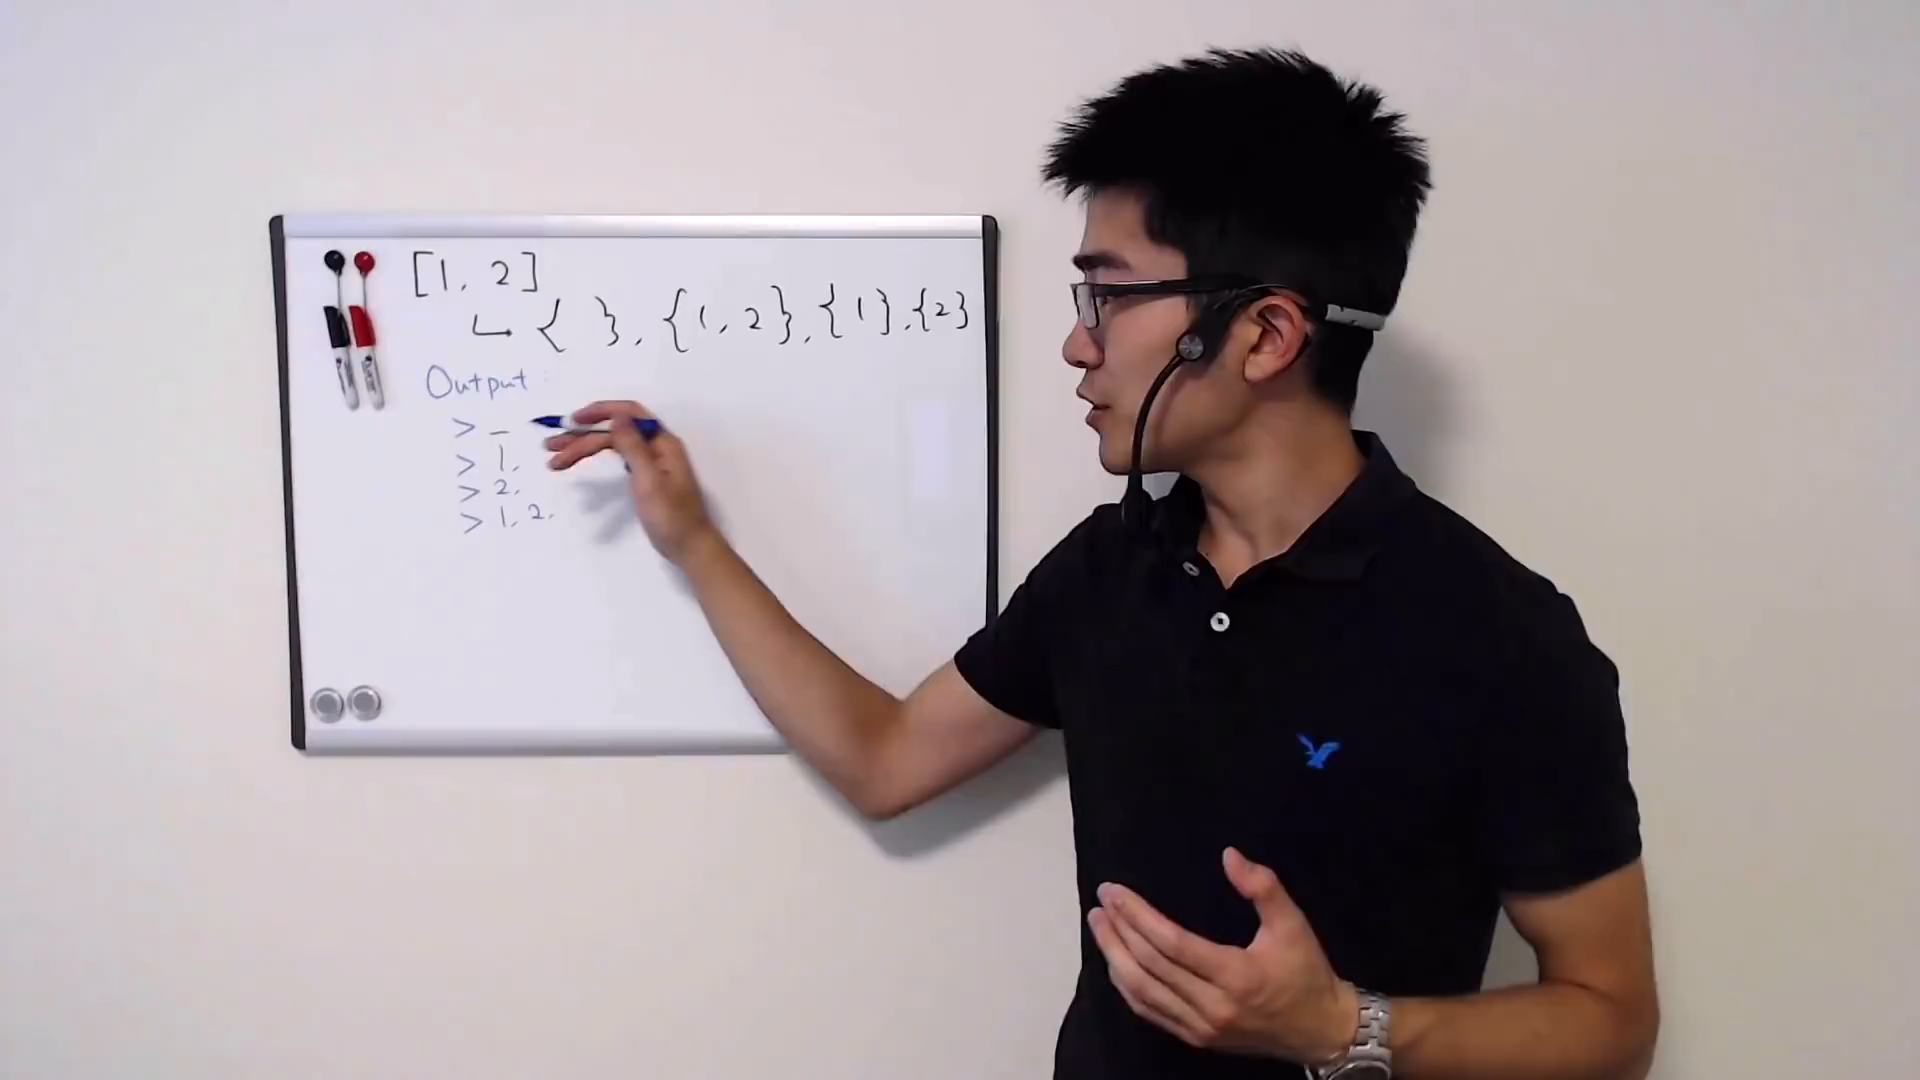 [1, 2]
↳ { }, {1, 2}, {1}, {2}
Output:
> _
> 1,
> 2,
> 1, 2,